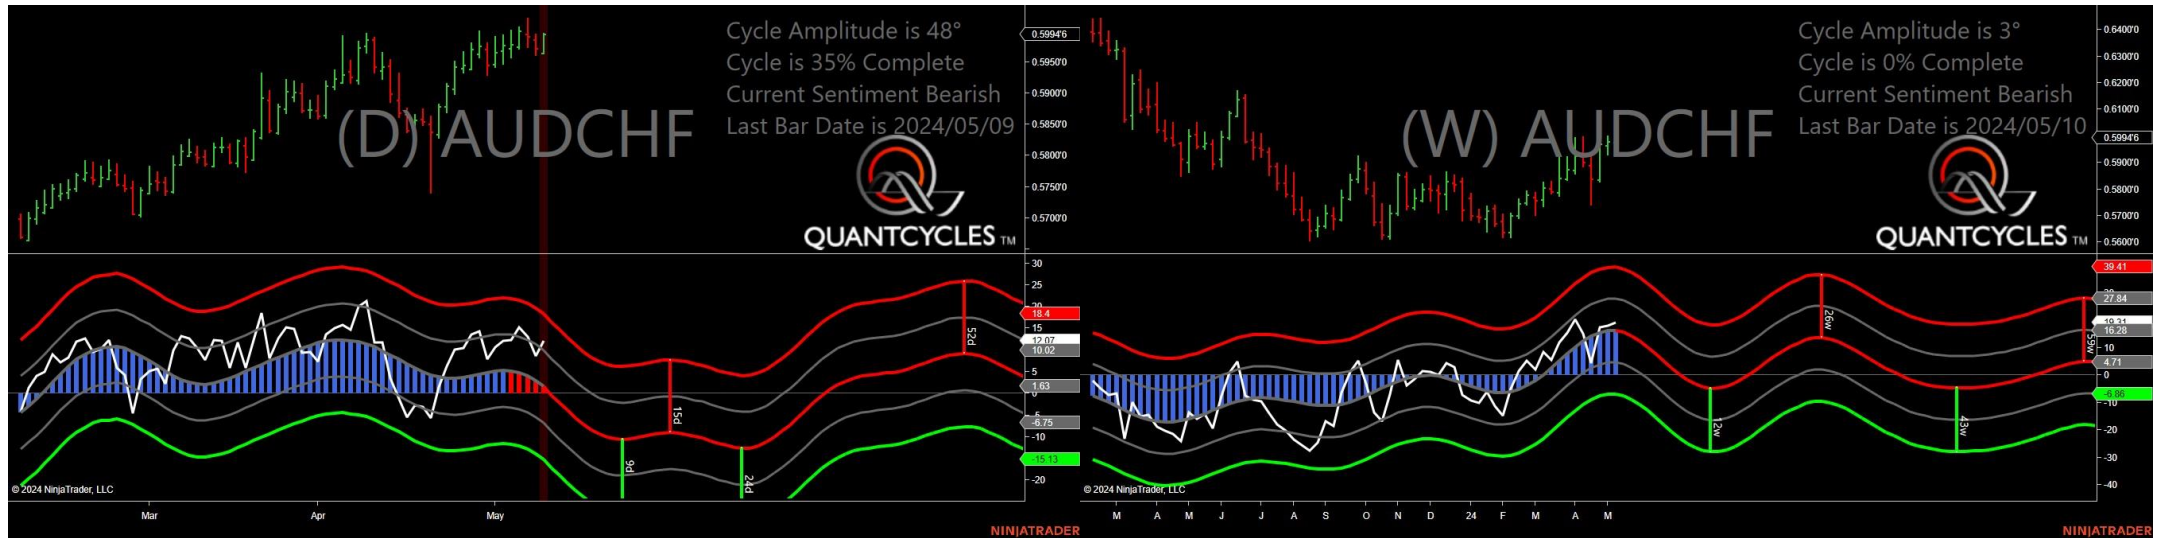 Cycle Amplitude is 48°
Cycle is 35% Complete
Current Sentiment Bearish
Last Bar Date is 2024/05/09
(D) AUDCHF
QUANTCYCLES TM
0.5994'6
0.5950'0
0.5900'0
0.5850'0
0.5800'0
0.5750'0
0.5700'0
30
25
18.4
15
12.07
10.02
5
1.63
0
-5
-6.75
-10
-15.13
-20
9d
15d
24d
52d
© 2024 NinjaTrader, LLC
Mar Apr May
NINJATRADER
Cycle Amplitude is 3°
Cycle is 0% Complete
Current Sentiment Bearish
Last Bar Date is 2024/05/10
(W) AUDCHF
QUANTCYCLES TM
0.6400'0
0.6300'0
0.6200'0
0.6100'0
0.5994'6
0.5900'0
0.5800'0
0.5700'0
0.5600'0
39.41
27.84
19.31
16.28
10
4.71
0
-6.86
-10
-20
-30
-40
12w
26w
43w
59w
© 2024 NinjaTrader, LLC
M A M J J A S O N D 24 F M A M
NINJATRADER